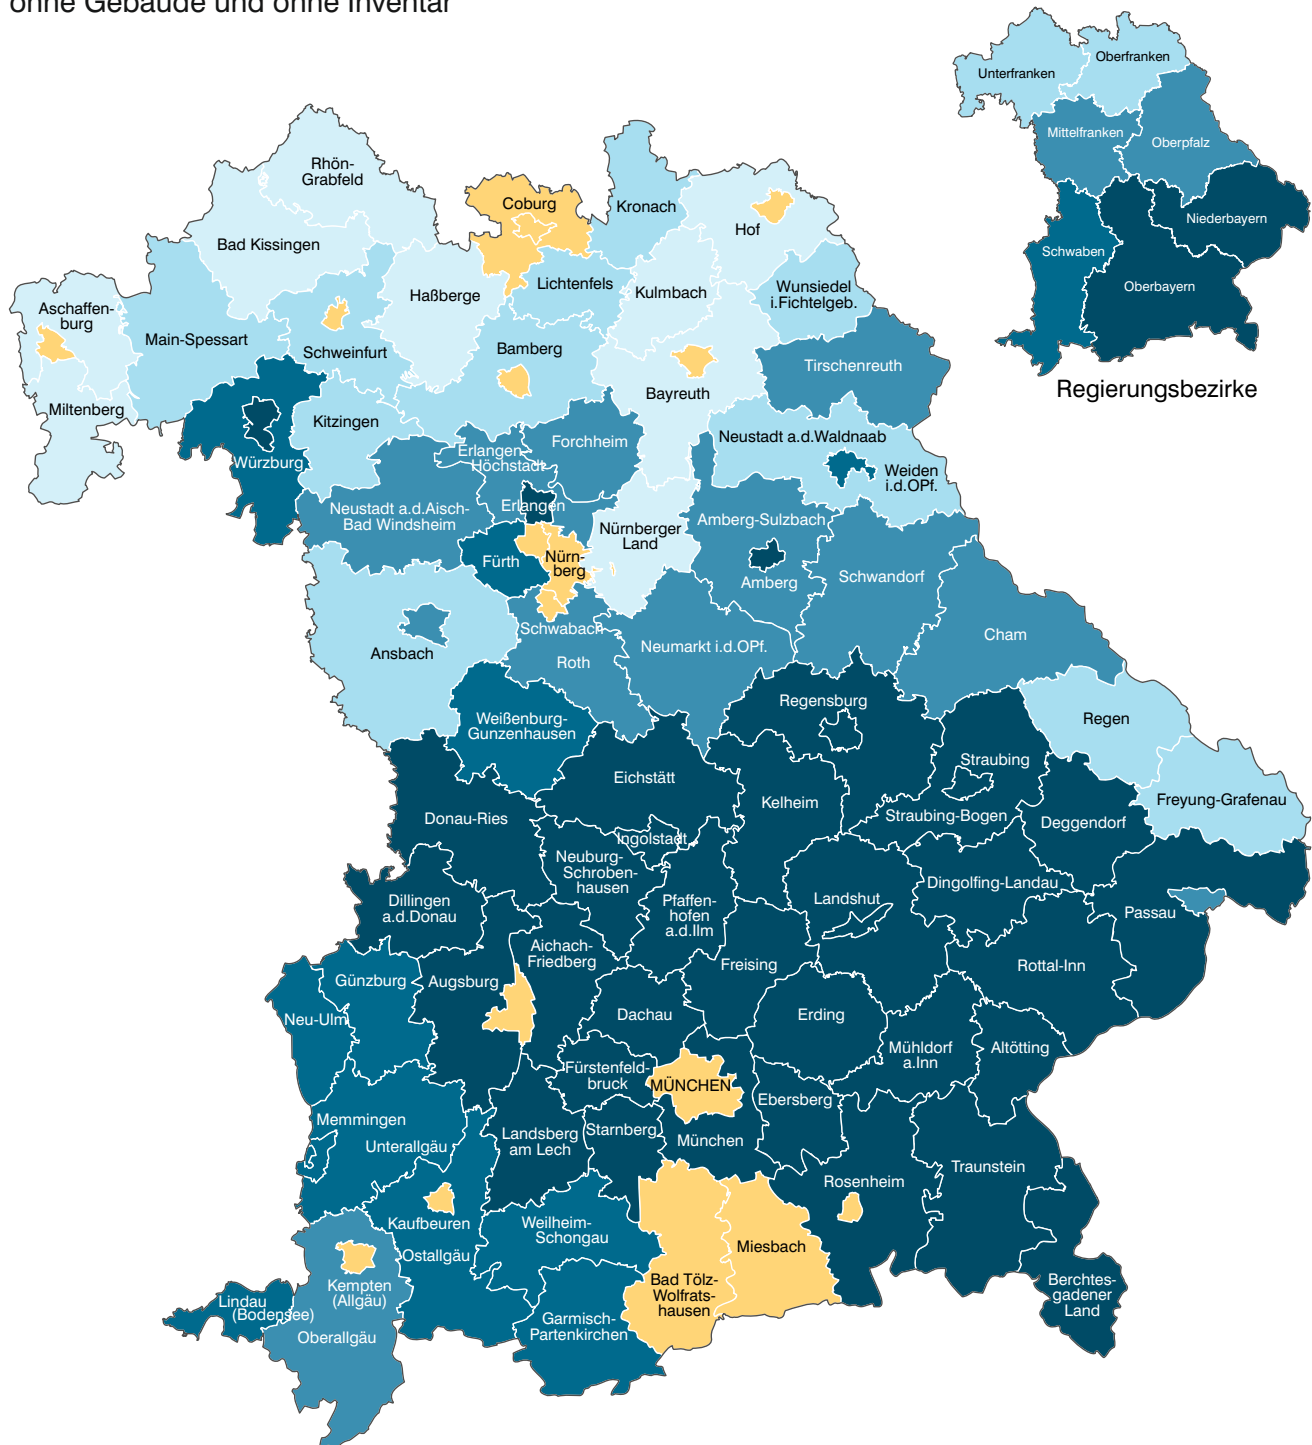 ohne Gebäude und ohne Inventar
Unterfranken
Oberfranken
Mittelfranken
Oberpfalz
Niederbayern
Schwaben
Oberbayern
Regierungsbezirke
Rhön-
Grabfeld
Coburg
Kronach
Hof
Bad Kissingen
Lichtenfels
Haßberge
Kulmbach
Wunsiedel
i.Fichtelgeb.
Aschaffen-
burg
Main-Spessart
Schweinfurt
Bamberg
Tirschenreuth
Bayreuth
Miltenberg
Kitzingen
Forchheim
Neustadt a.d.Waldnaab
Erlangen-
Höchstadt
Würzburg
Weiden
i.d.OPf.
Neustadt a.d.Aisch-
Bad Windsheim
Erlangen
Nürnberger
Land
Amberg-Sulzbach
Fürth
Nürn-
berg
Amberg
Schwandorf
Schwabach
Cham
Ansbach
Roth
Neumarkt i.d.OPf.
Regensburg
Regen
Weißenburg-
Gunzenhausen
Straubing
Eichstätt
Kelheim
Freyung-Grafenau
Donau-Ries
Straubing-Bogen
Deggendorf
Ingolstadt
Neuburg-
Schroben-
hausen
Dingolfing-Landau
Dillingen
a.d.Donau
Pfaffen-
hofen
a.d.Ilm
Landshut
Passau
Aichach-
Friedberg
Freising
Rottal-Inn
Günzburg
Augsburg
Neu-Ulm
Dachau
Erding
Mühldorf
a.Inn
Altötting
Fürstenfeld-
bruck
MÜNCHEN
Ebersberg
Memmingen
Unterallgäu
Landsberg
am Lech
Starnberg
München
Traunstein
Rosenheim
Kaufbeuren
Weilheim-
Schongau
Ostallgäu
Miesbach
Bad Tölz-
Wolfrats-
hausen
Kempten
(Allgäu)
Berchtes-
gadener
Land
Lindau
(Bodensee)
Oberallgäu
Garmisch-
Partenkirchen